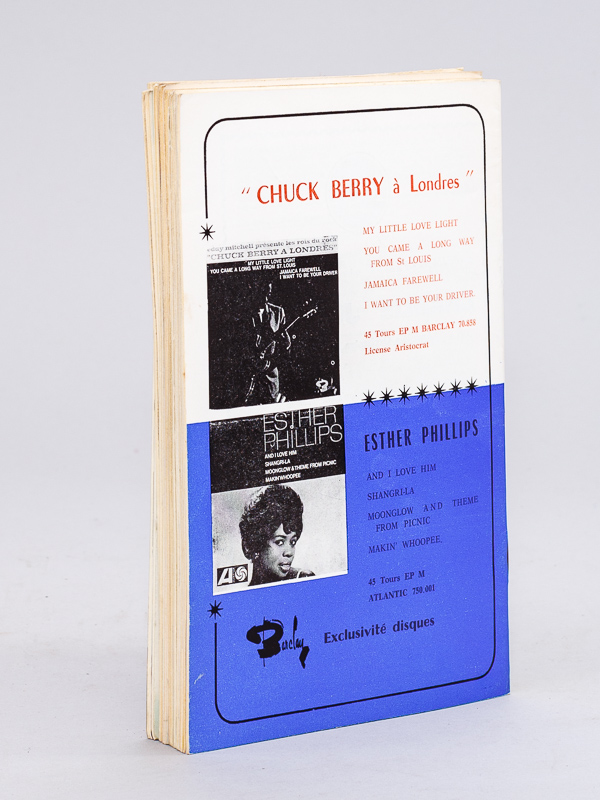 " CHUCK BERRY à Londres "
eddy mitchell présente les rois du rock
"CHUCK BERRY A LONDRES"
MY LITTLE LOVE LIGHT
YOU CAME A LONG WAY FROM ST. LOUIS
JAMAICA FAREWELL
I WANT TO BE YOUR DRIVER
MY LITTLE LOVE LIGHT
YOU CAME A LONG WAY
FROM St LOUIS
JAMAICA FAREWELL
I WANT TO BE YOUR DRIVER.
45 Tours EP M BARCLAY 70.858
License Aristocrat
ESTHER
PHILLIPS
AND I LOVE HIM
SHANGRI-LA
MOONGLOW & THEME FROM PICNIC
MAKIN' WHOOPEE
ESTHER PHILLIPS
AND I LOVE HIM
SHANGRI-LA
MOONGLOW AND THEME
FROM PICNIC
MAKIN' WHOOPEE.
45 Tours EP M
ATLANTIC 750.001
Barclay Exclusivité disques